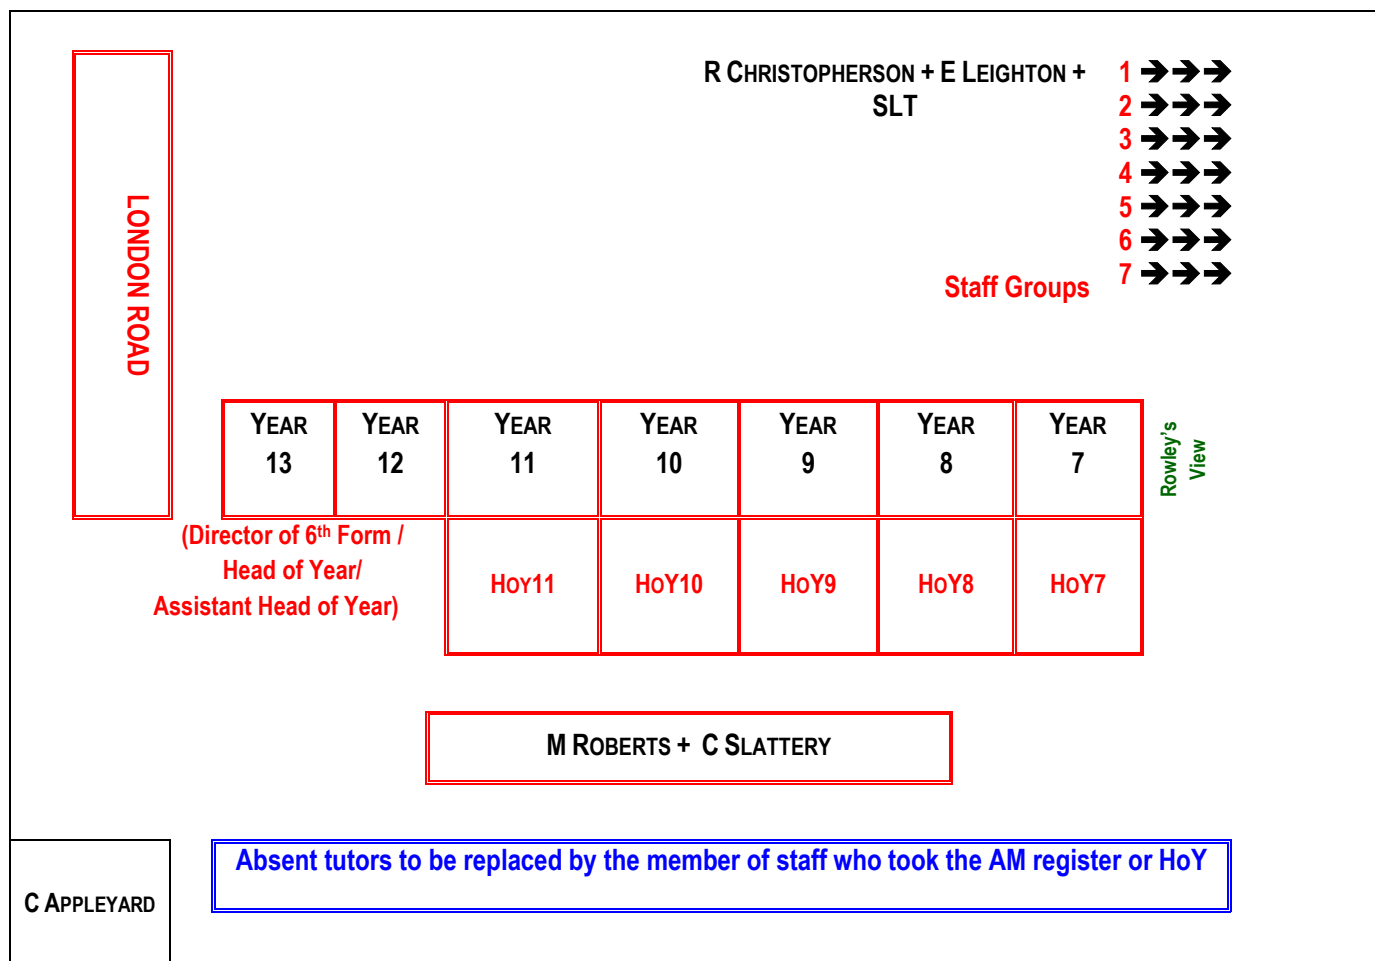 R CHRISTOPHERSON + E LEIGHTON +
SLT
1 ➔➔➔
2 ➔➔➔
3 ➔➔➔
4 ➔➔➔
5 ➔➔➔
6 ➔➔➔
7 ➔➔➔
Staff Groups
LONDON ROAD
YEAR
13
YEAR
12
YEAR
11
YEAR
10
YEAR
9
YEAR
8
YEAR
7
Rowley's
View
(Director of 6th Form /
Head of Year/
Assistant Head of Year)
HOY11
HOY10
HOY9
HOY8
HOY7
M ROBERTS + C SLATTERY
Absent tutors to be replaced by the member of staff who took the AM register or HoY
C APPLEYARD